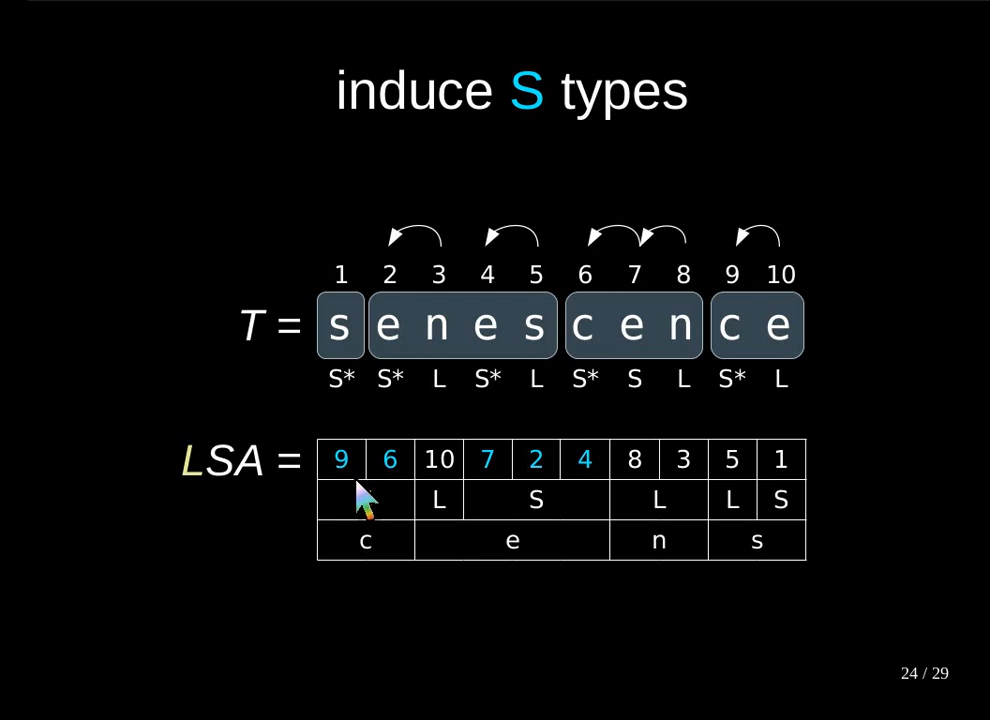 induce S types
1 2 3 4 5 6 7 8 9 10
T = s e n e s c e n c e
S* S* L S* L S* S L S* L
LSA = 9 6 10 7 2 4 8 3 5 1
L S L L S
c e n s
24 / 29